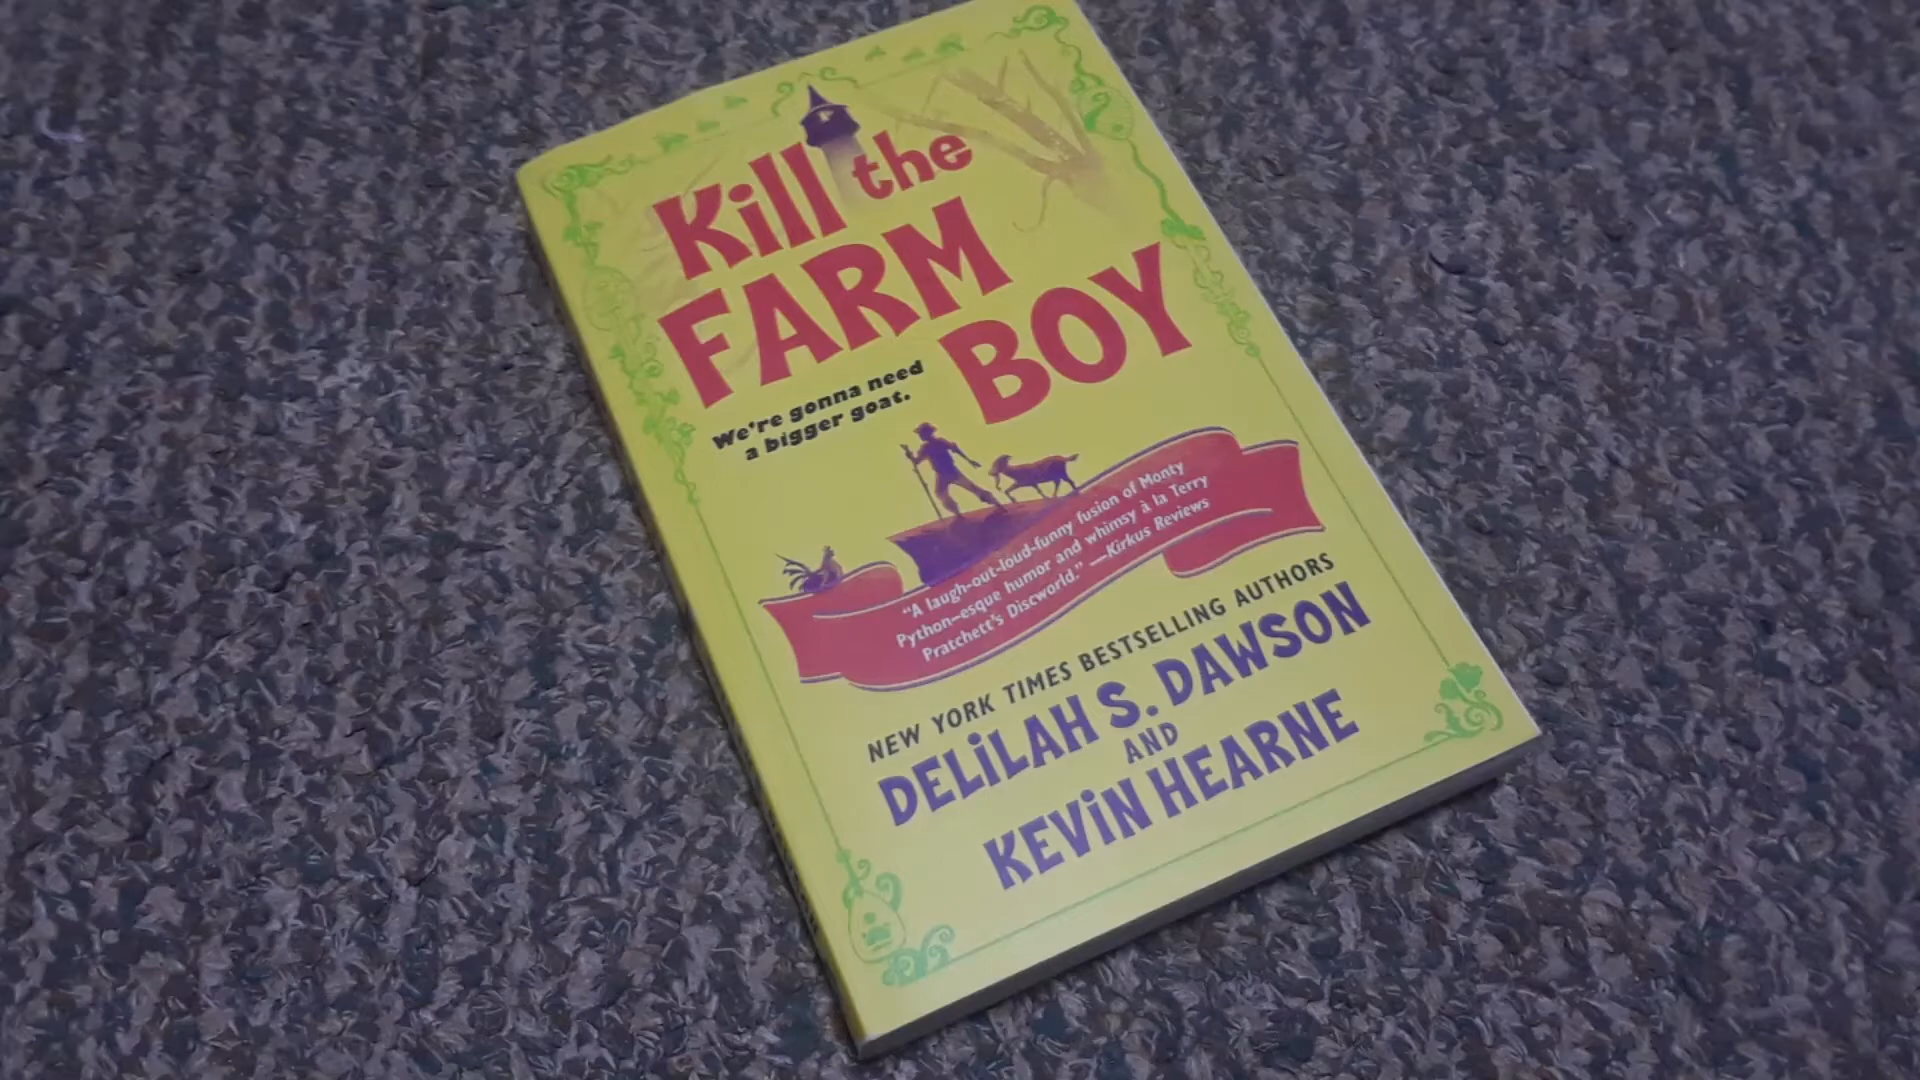 Kill the
FARM
BOY
We're gonna need
a bigger goat.
"A laugh-out-loud-funny fusion of Monty
Python-esque humor and whimsy à la Terry
Pratchett's Discworld." —Kirkus Reviews
NEW YORK TIMES BESTSELLING AUTHORS
DELiLAH S. DAWSON
AND
KEViN HEARNE